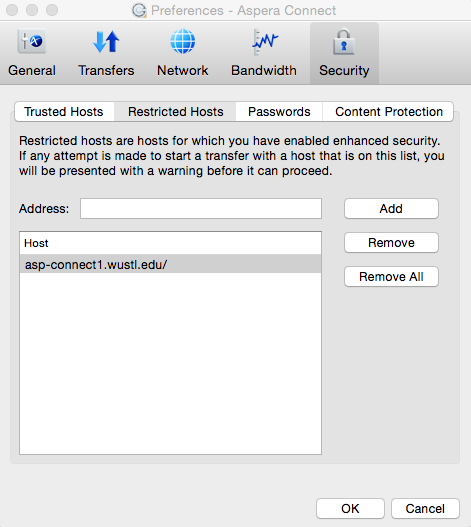 Preferences - Aspera Connect
General Transfers Network Bandwidth Security
Trusted Hosts Restricted Hosts Passwords Content Protection
Restricted hosts are hosts for which you have enabled enhanced security.
If any attempt is made to start a transfer with a host that is on this list, you
will be presented with a warning before it can proceed.
Address: Add
Host Remove
asp-connect1.wustl.edu/
Remove All
OK Cancel